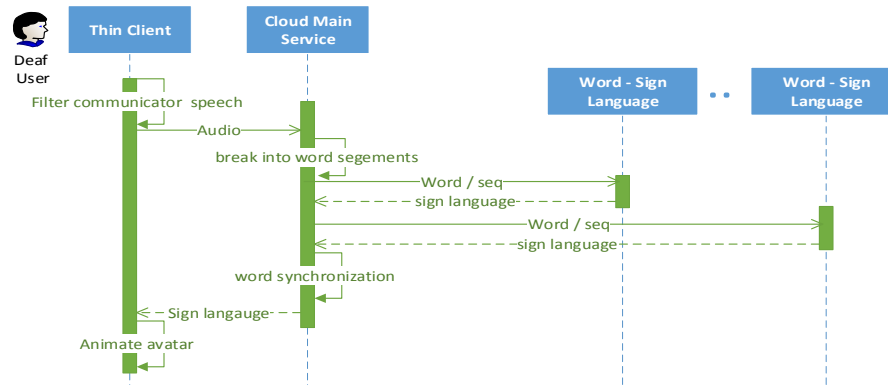 Thin Client
Cloud Main
Service
Deaf
User
Word - Sign
Language
Word - Sign
Language
Filter communicator speech
Audio
break into word segements
Word / seq
sign language
Word / seq
sign language
word synchronization
Sign langauge
Animate avatar